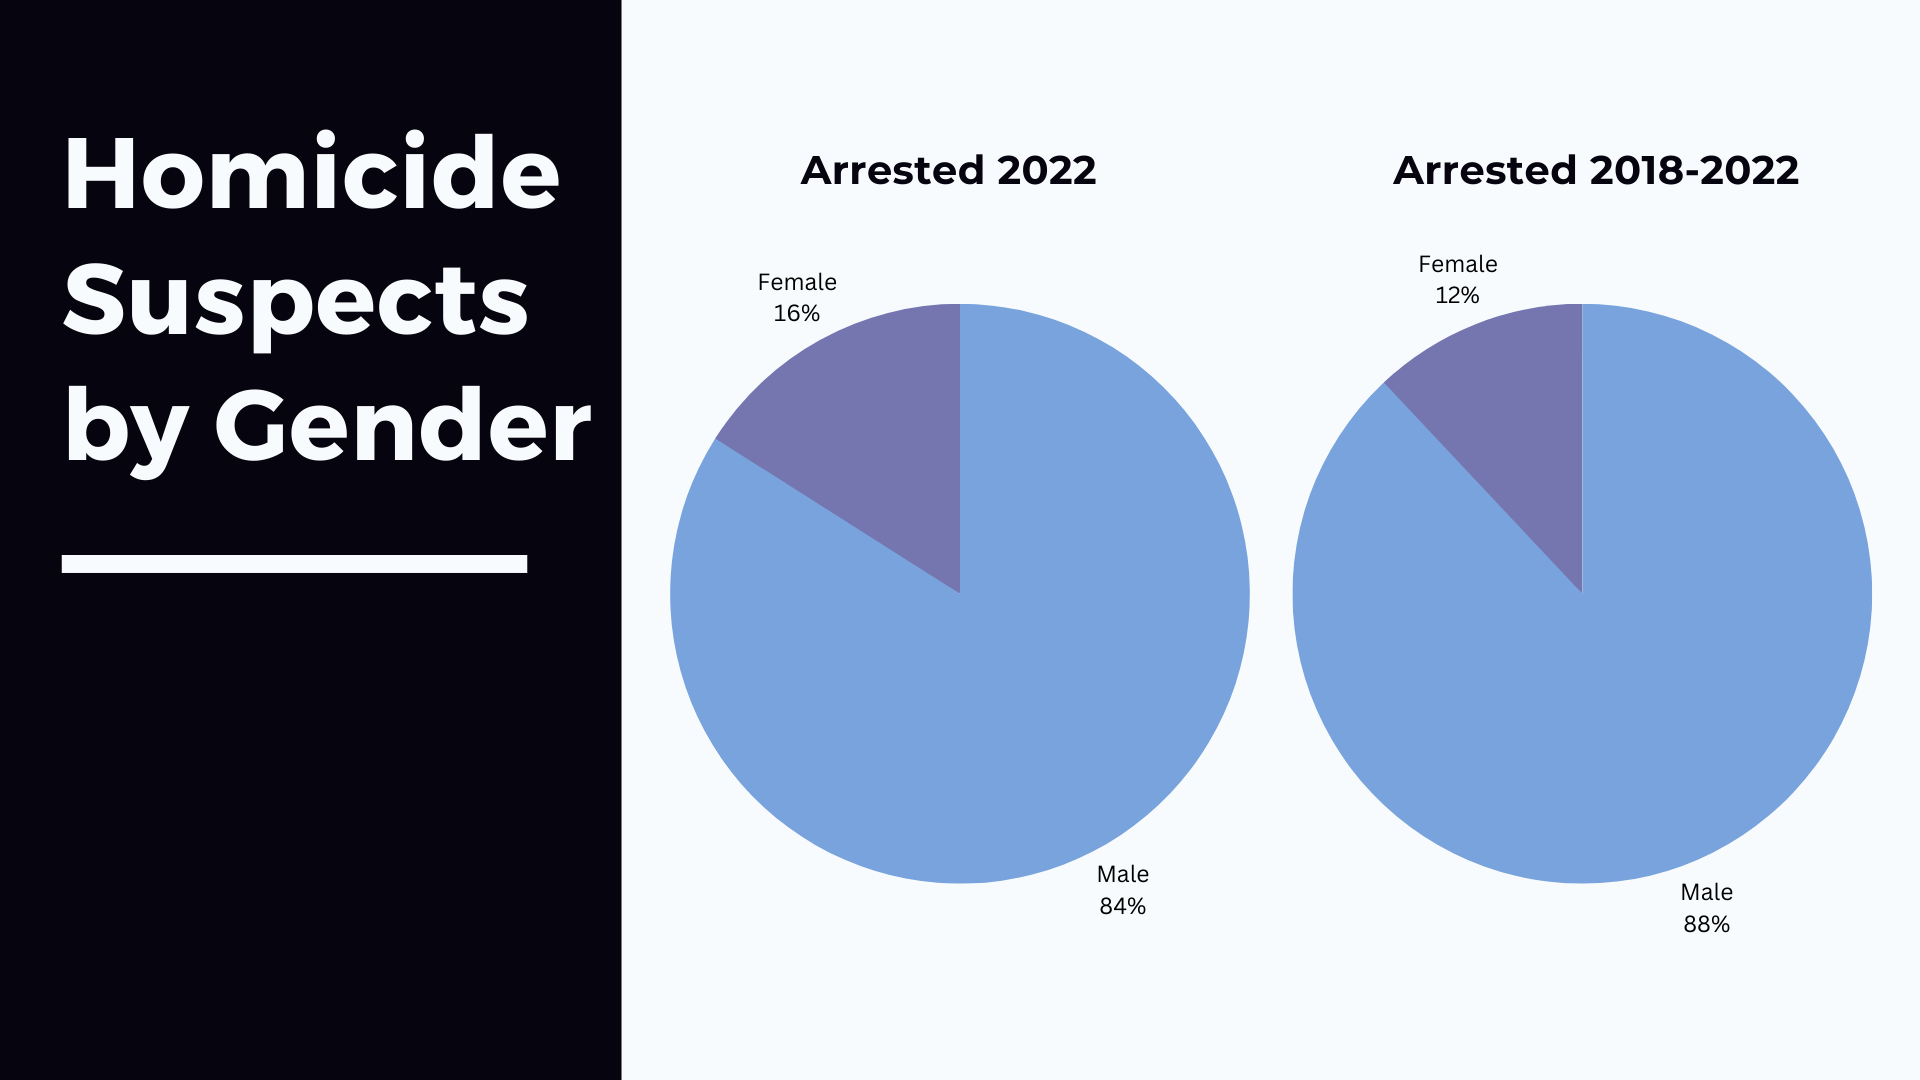 Homicide
Suspects
by Gender
Arrested 2022
Female
16%
Male
84%
Arrested 2018-2022
Female
12%
Male
88%